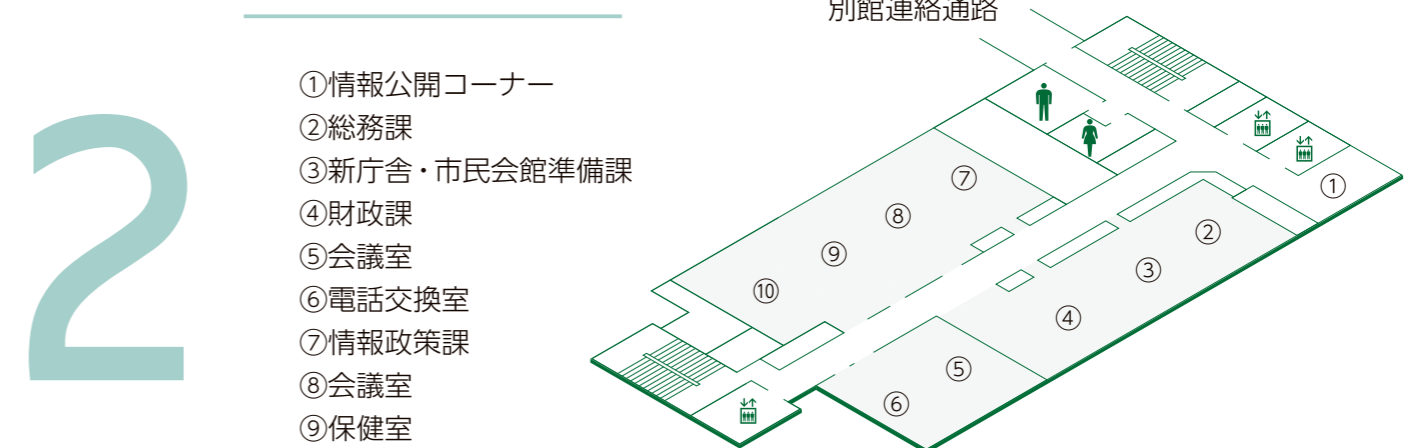 2
①情報公開コーナー
②総務課
③新庁舎・市民会館準備課
④財政課
⑤会議室
⑥電話交換室
⑦情報政策課
⑧会議室
⑨保健室
別館連絡通路
①
②
③
④
⑤
⑥
⑦
⑧
⑨
⑩